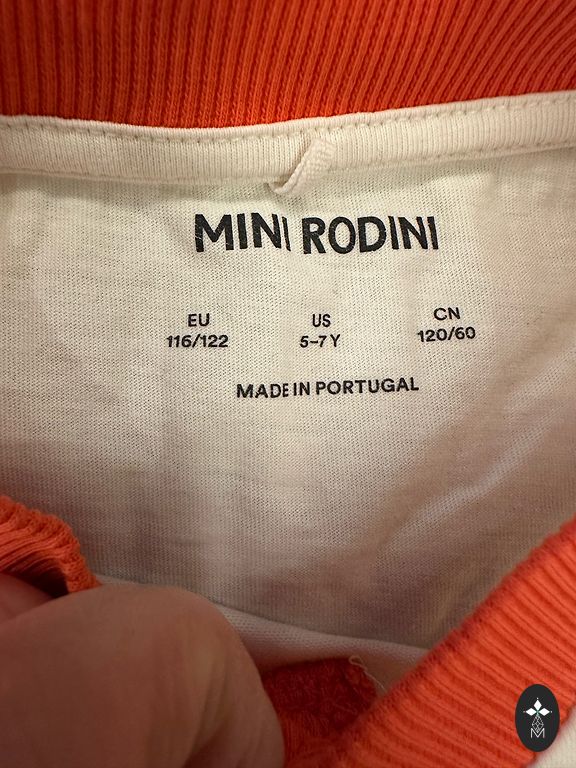 MINI RODINI
EU US CN
116/122 5–7 Y 120/60
MADE IN PORTUGAL
M